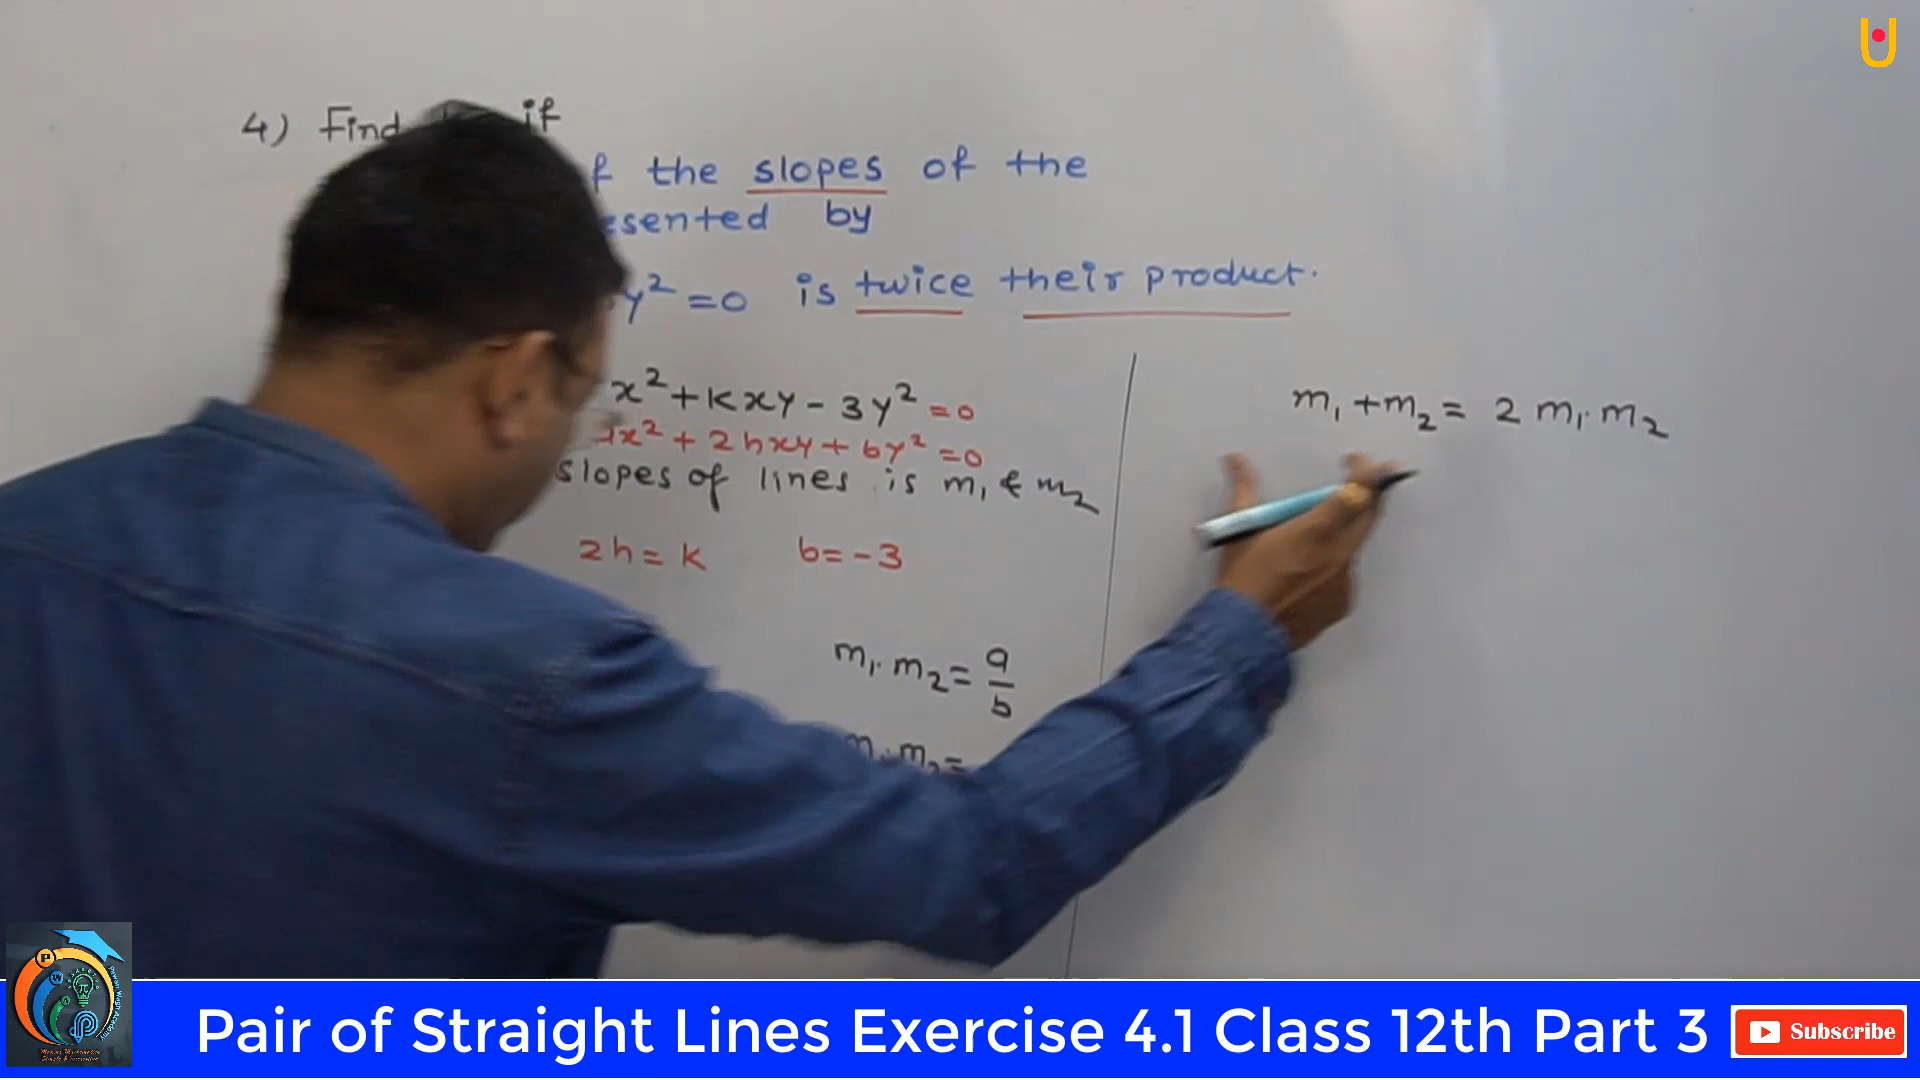 4) Find if
the slopes of the
by
y² = 0 is twice their product.
x² + kxy - 3y² = 0
x² + 2hxy + by² = 0
slopes of lines is m₁ & m₂
2h = k b = -3
m₁ . m₂ = a/b
m₁ . m₂ =
m₁ + m₂ = 2 m₁ . m₂
Pair of Straight Lines Exercise 4.1 Class 12th Part 3
Subscribe